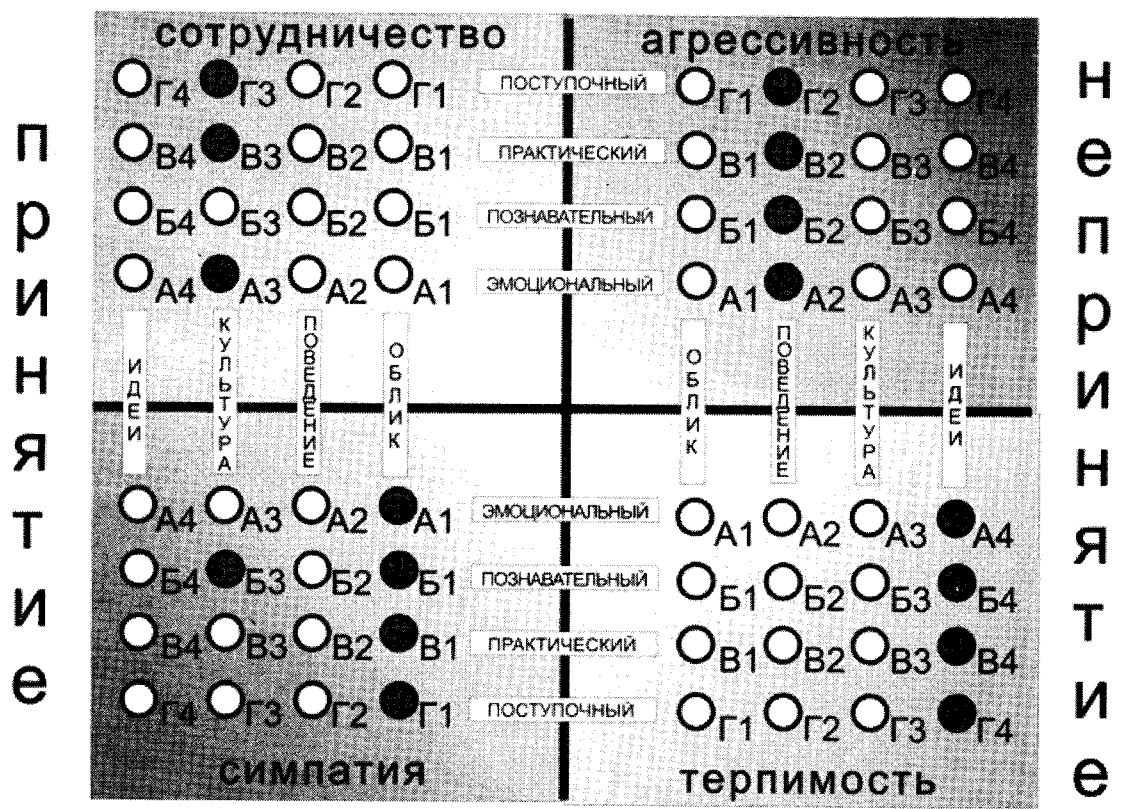 принятие
неприятие
сотрудничество
агрессивность
Г4 Г3 Г2 Г1 ПОСТУПОЧНЫЙ Г1 Г2 Г3 Г4
В4 В3 В2 В1 ПРАКТИЧЕСКИЙ В1 В2 В3 В4
Б4 Б3 Б2 Б1 ПОЗНАВАТЕЛЬНЫЙ Б1 Б2 Б3 Б4
А4 А3 А2 А1 ЭМОЦИОНАЛЬНЫЙ А1 А2 А3 А4
ИДЕИ КУЛЬТУРА ПОВЕДЕНИЕ ОБЛИК ОБЛИК ПОВЕДЕНИЕ КУЛЬТУРА ИДЕИ
А4 А3 А2 А1 ЭМОЦИОНАЛЬНЫЙ А1 А2 А3 А4
Б4 Б3 Б2 Б1 ПОЗНАВАТЕЛЬНЫЙ Б1 Б2 Б3 Б4
В4 В3 В2 В1 ПРАКТИЧЕСКИЙ В1 В2 В3 В4
Г4 Г3 Г2 Г1 ПОСТУПОЧНЫЙ Г1 Г2 Г3 Г4
симпатия
терпимость